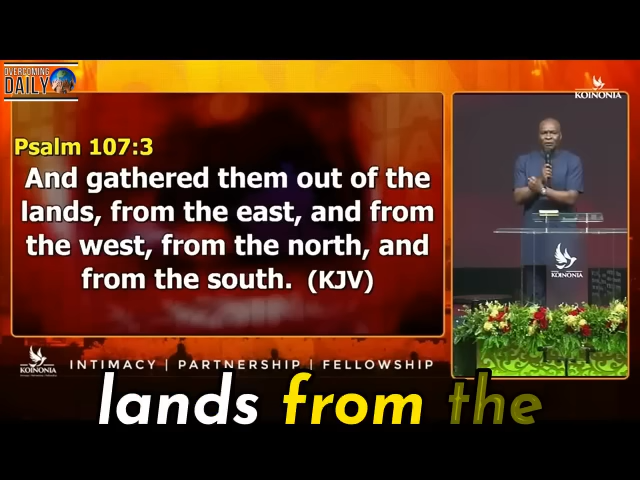 OVERCOMING
DAILY
KOINONIA
Psalm 107:3
And gathered them out of the
lands, from the east, and from
the west, from the north, and
from the south. (KJV)
KOINONIA
KOINONIA
INTIMACY | PARTNERSHIP | FELLOWSHIP
lands from the